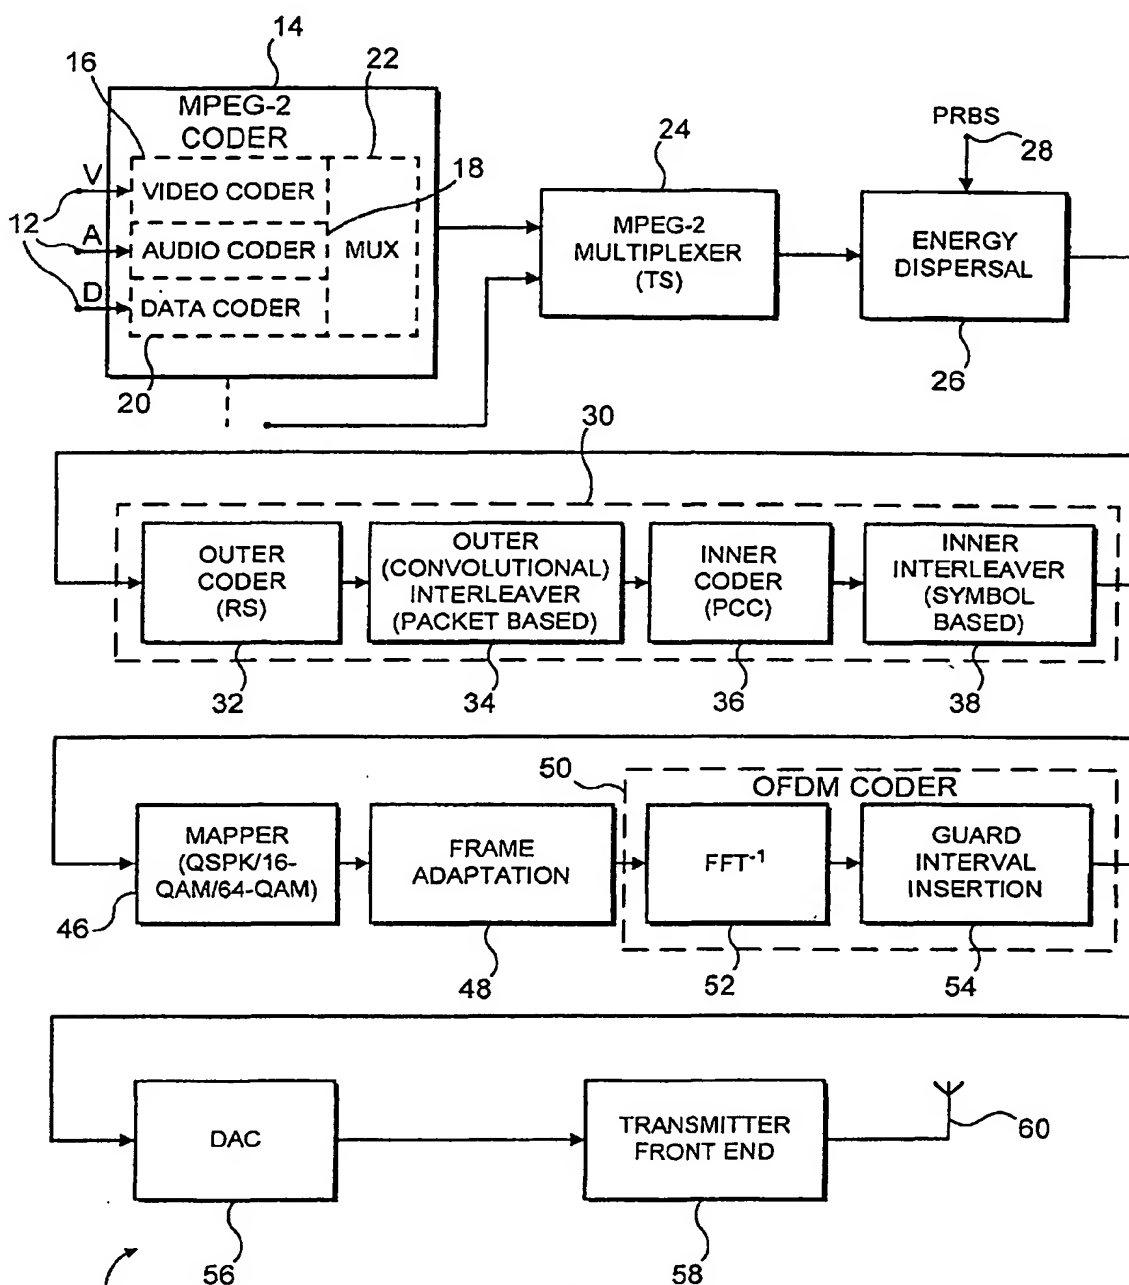 14
16
22
MPEG-2
CODER
24
PRBS
28
V
VIDEO CODER
18
12
A
AUDIO CODER
MUX
MPEG-2
MULTIPLEXER
(TS)
ENERGY
DISPERSAL
D
DATA CODER
20
26
30
OUTER
CODER
(RS)
OUTER
(CONVOLUTIONAL)
INTERLEAVER
(PACKET BASED)
INNER
CODER
(PCC)
INNER
INTERLEAVER
(SYMBOL
BASED)
32
34
36
38
50
OFDM CODER
MAPPER
(QSPK/16-
QAM/64-QAM)
FRAME
ADAPTATION
FFT-1
GUARD
INTERVAL
INSERTION
46
48
52
54
DAC
TRANSMITTER
FRONT END
60
56
58